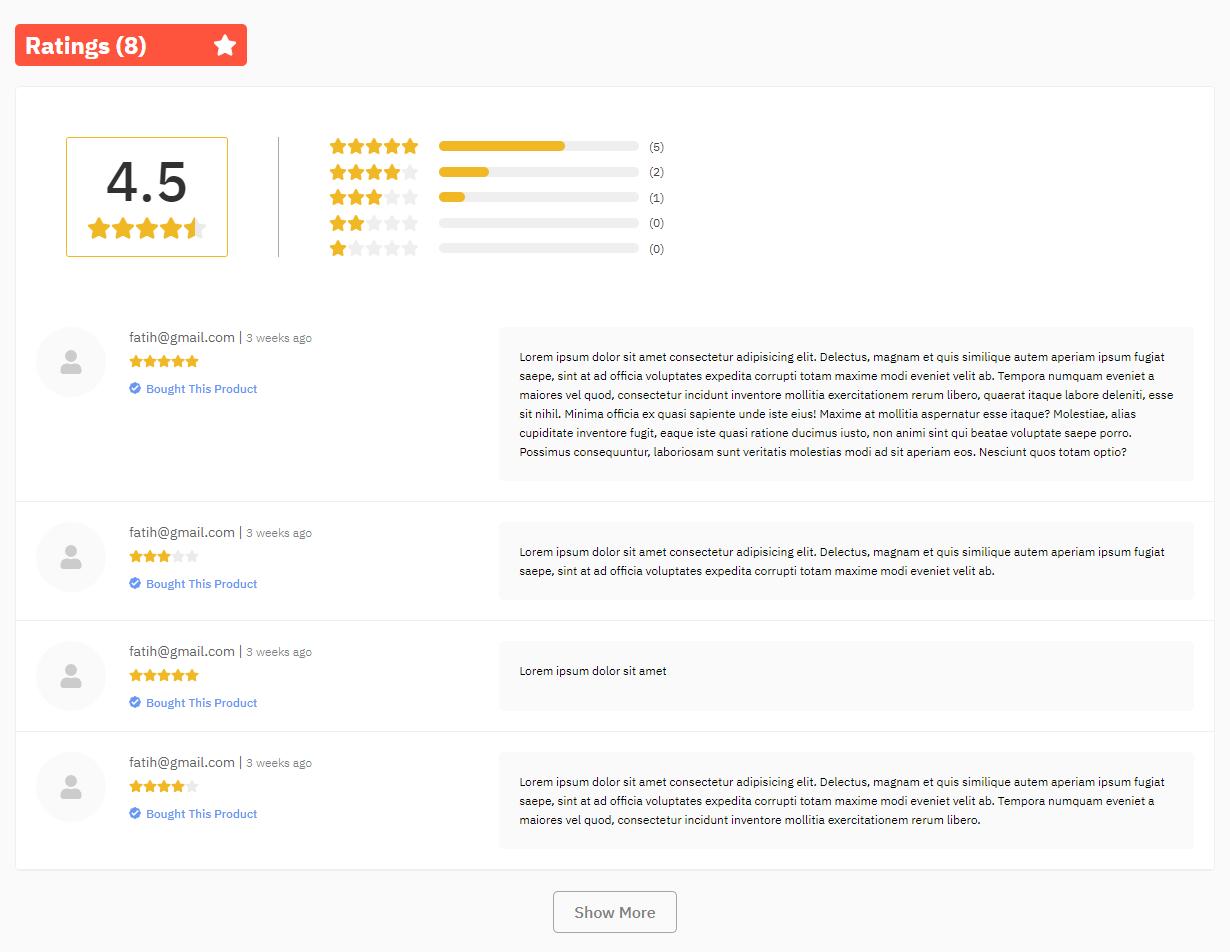 Ratings (8)
4.5
(5)
(2)
(1)
(0)
(0)
fatih@gmail.com | 3 weeks ago
Bought This Product
Lorem ipsum dolor sit amet consectetur adipisicing elit. Delectus, magnam et quis similique autem aperiam ipsum fugiat
saepe, sint at ad officia voluptates expedita corrupti totam maxime modi eveniet velit ab. Tempora numquam eveniet a
maiores vel quod, consectetur incidunt inventore mollitia exercitationem rerum libero, quaerat itaque labore deleniti, esse
sit nihil. Minima officia ex quasi sapiente unde iste eius! Maxime at mollitia aspernatur esse itaque? Molestiae, alias
cupiditate inventore fugit, eaque iste quasi ratione ducimus iusto, non animi sint qui beatae voluptate saepe porro.
Possimus consequuntur, laboriosam sunt veritatis molestias modi ad sit aperiam eos. Nesciunt quos totam optio?
fatih@gmail.com | 3 weeks ago
Bought This Product
Lorem ipsum dolor sit amet consectetur adipisicing elit. Delectus, magnam et quis similique autem aperiam ipsum fugiat
saepe, sint at ad officia voluptates expedita corrupti totam maxime modi eveniet velit ab.
fatih@gmail.com | 3 weeks ago
Bought This Product
Lorem ipsum dolor sit amet
fatih@gmail.com | 3 weeks ago
Bought This Product
Lorem ipsum dolor sit amet consectetur adipisicing elit. Delectus, magnam et quis similique autem aperiam ipsum fugiat
saepe, sint at ad officia voluptates expedita corrupti totam maxime modi eveniet velit ab. Tempora numquam eveniet a
maiores vel quod, consectetur incidunt inventore mollitia exercitationem rerum libero.
Show More